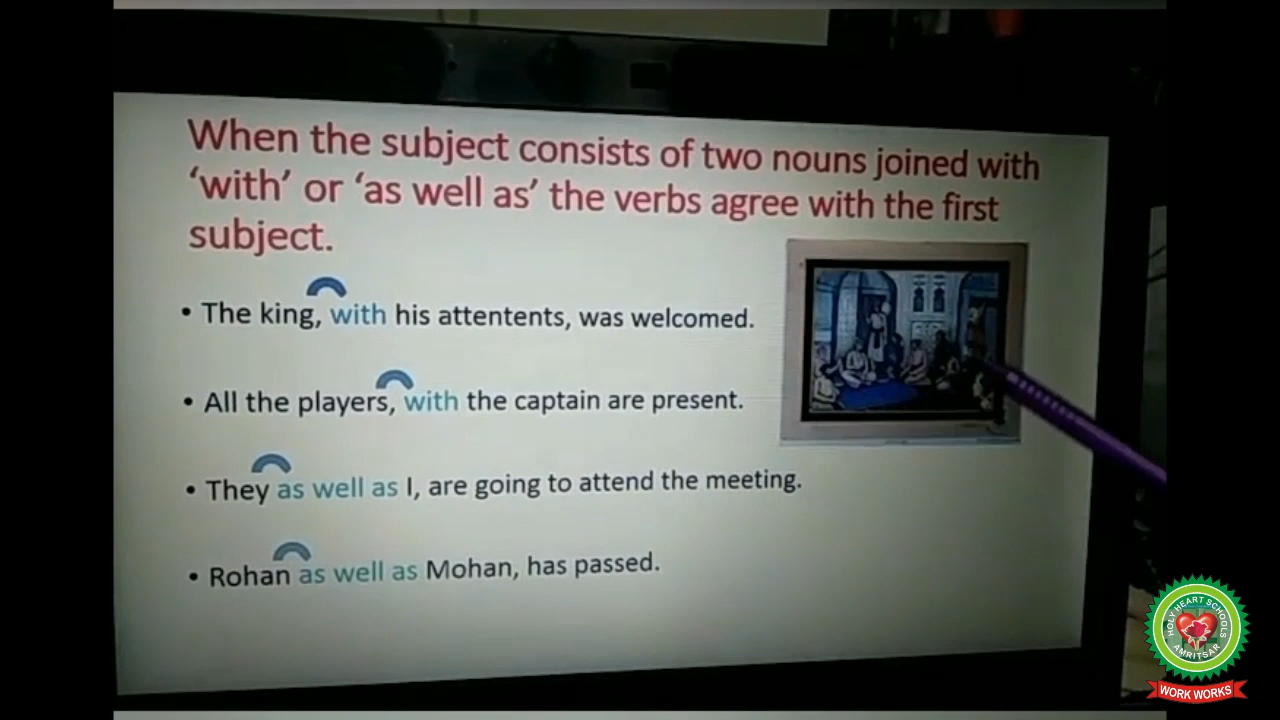 When the subject consists of two nouns joined with
‘with’ or ‘as well as’ the verbs agree with the first
subject.
• The king, with his attentents, was welcomed.
• All the players, with the captain are present.
• They as well as I, are going to attend the meeting.
• Rohan as well as Mohan, has passed.
HOLY HEART SCHOOLS
AMRITSAR
WORK WORKS